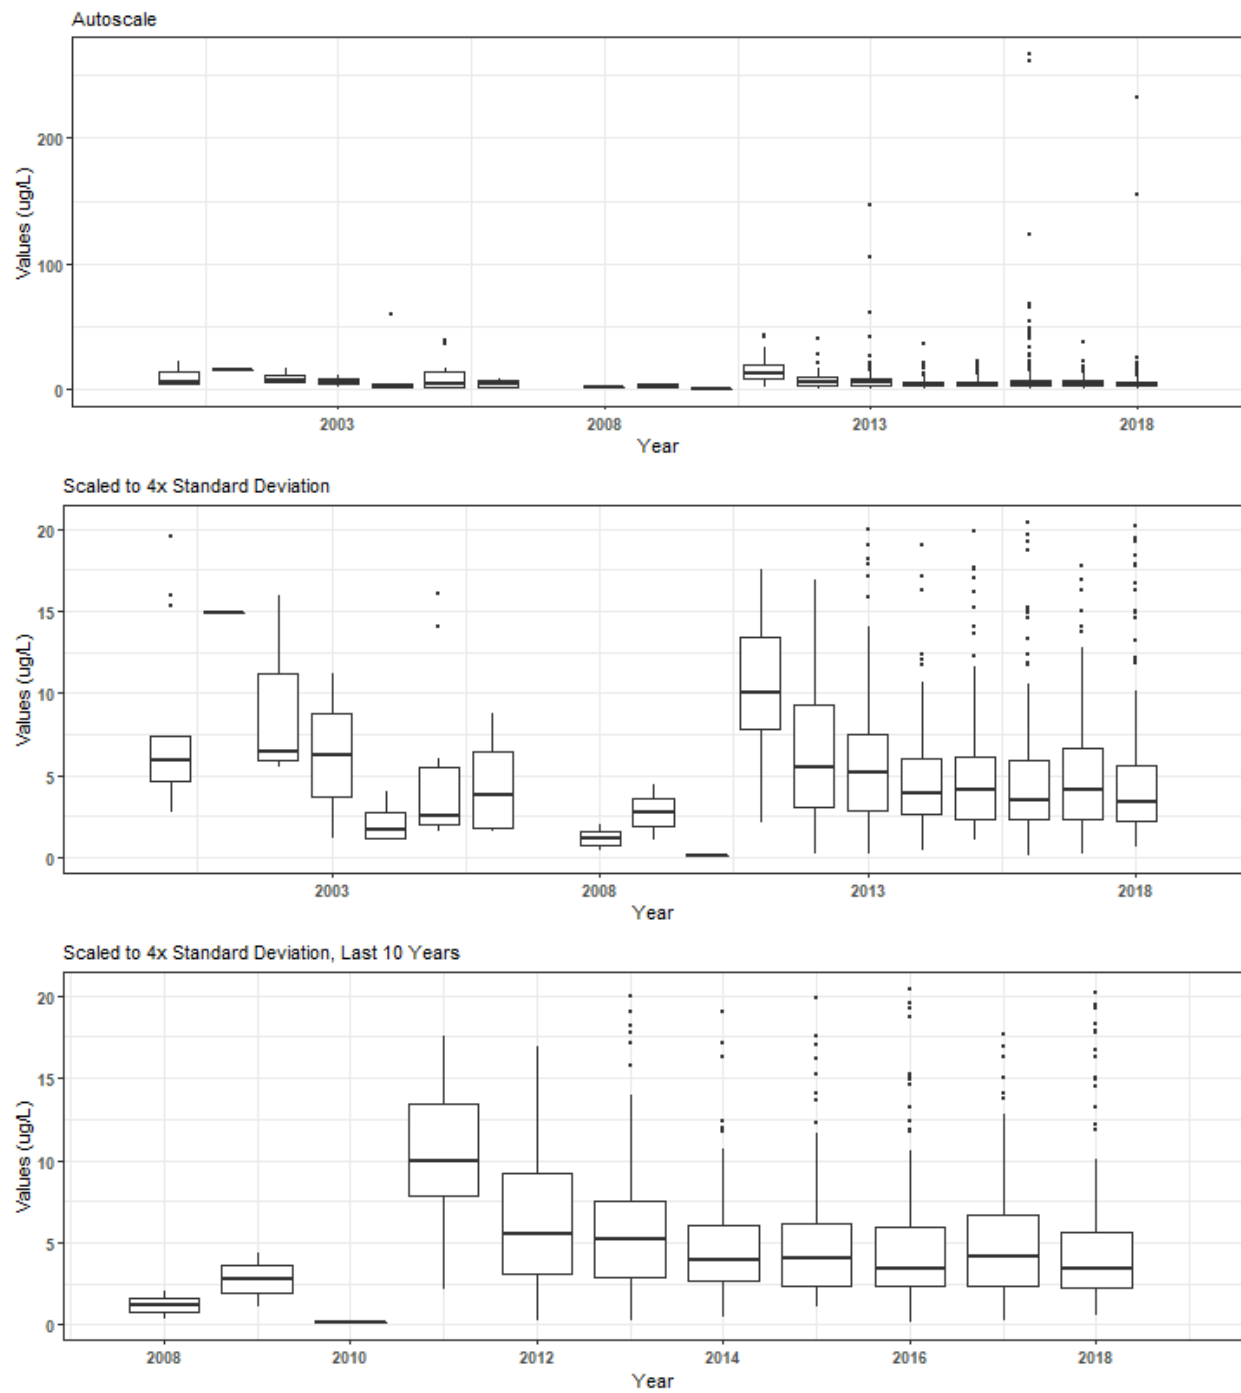 Autoscale
200
100
0
Values (ug/L)
2003 2008 2013 2018
Year
Scaled to 4x Standard Deviation
20
15
10
5
0
Values (ug/L)
2003 2008 2013 2018
Year
Scaled to 4x Standard Deviation, Last 10 Years
20
15
10
5
0
Values (ug/L)
2008 2010 2012 2014 2016 2018
Year